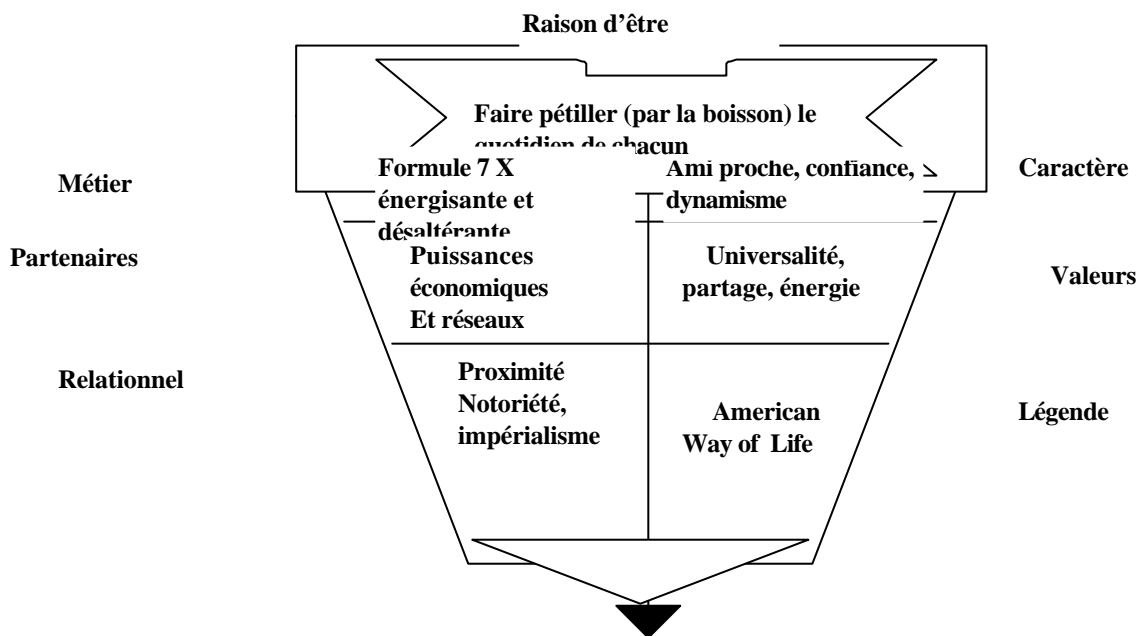 Raison d’être
Faire pétiller (par la boisson) le
quotidien de chacun
Métier
Formule 7 X
énergisante et
désaltérante
Ami proche, confiance,
dynamisme
Caractère
Partenaires
Puissances
économiques
Et réseaux
Universalité,
partage, énergie
Valeurs
Relationnel
Proximité
Notoriété,
impérialisme
American
Way of Life
Légende